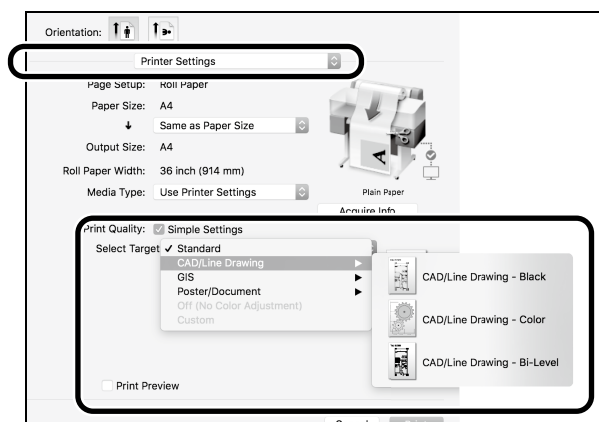 Orientation:
Printer Settings
Page Setup: Roll Paper
Paper Size: A4
Same as Paper Size
Output Size: A4
Roll Paper Width: 36 inch (914 mm)
Media Type: Use Printer Settings
Plain Paper
Acquire Info
Print Quality: Simple Settings
Select Target ✓ Standard
CAD/Line Drawing
GIS
Poster/Document
Off (No Color Adjustment)
Custom
CAD/Line Drawing - Black
CAD/Line Drawing - Color
CAD/Line Drawing - Bi-Level
Print Preview